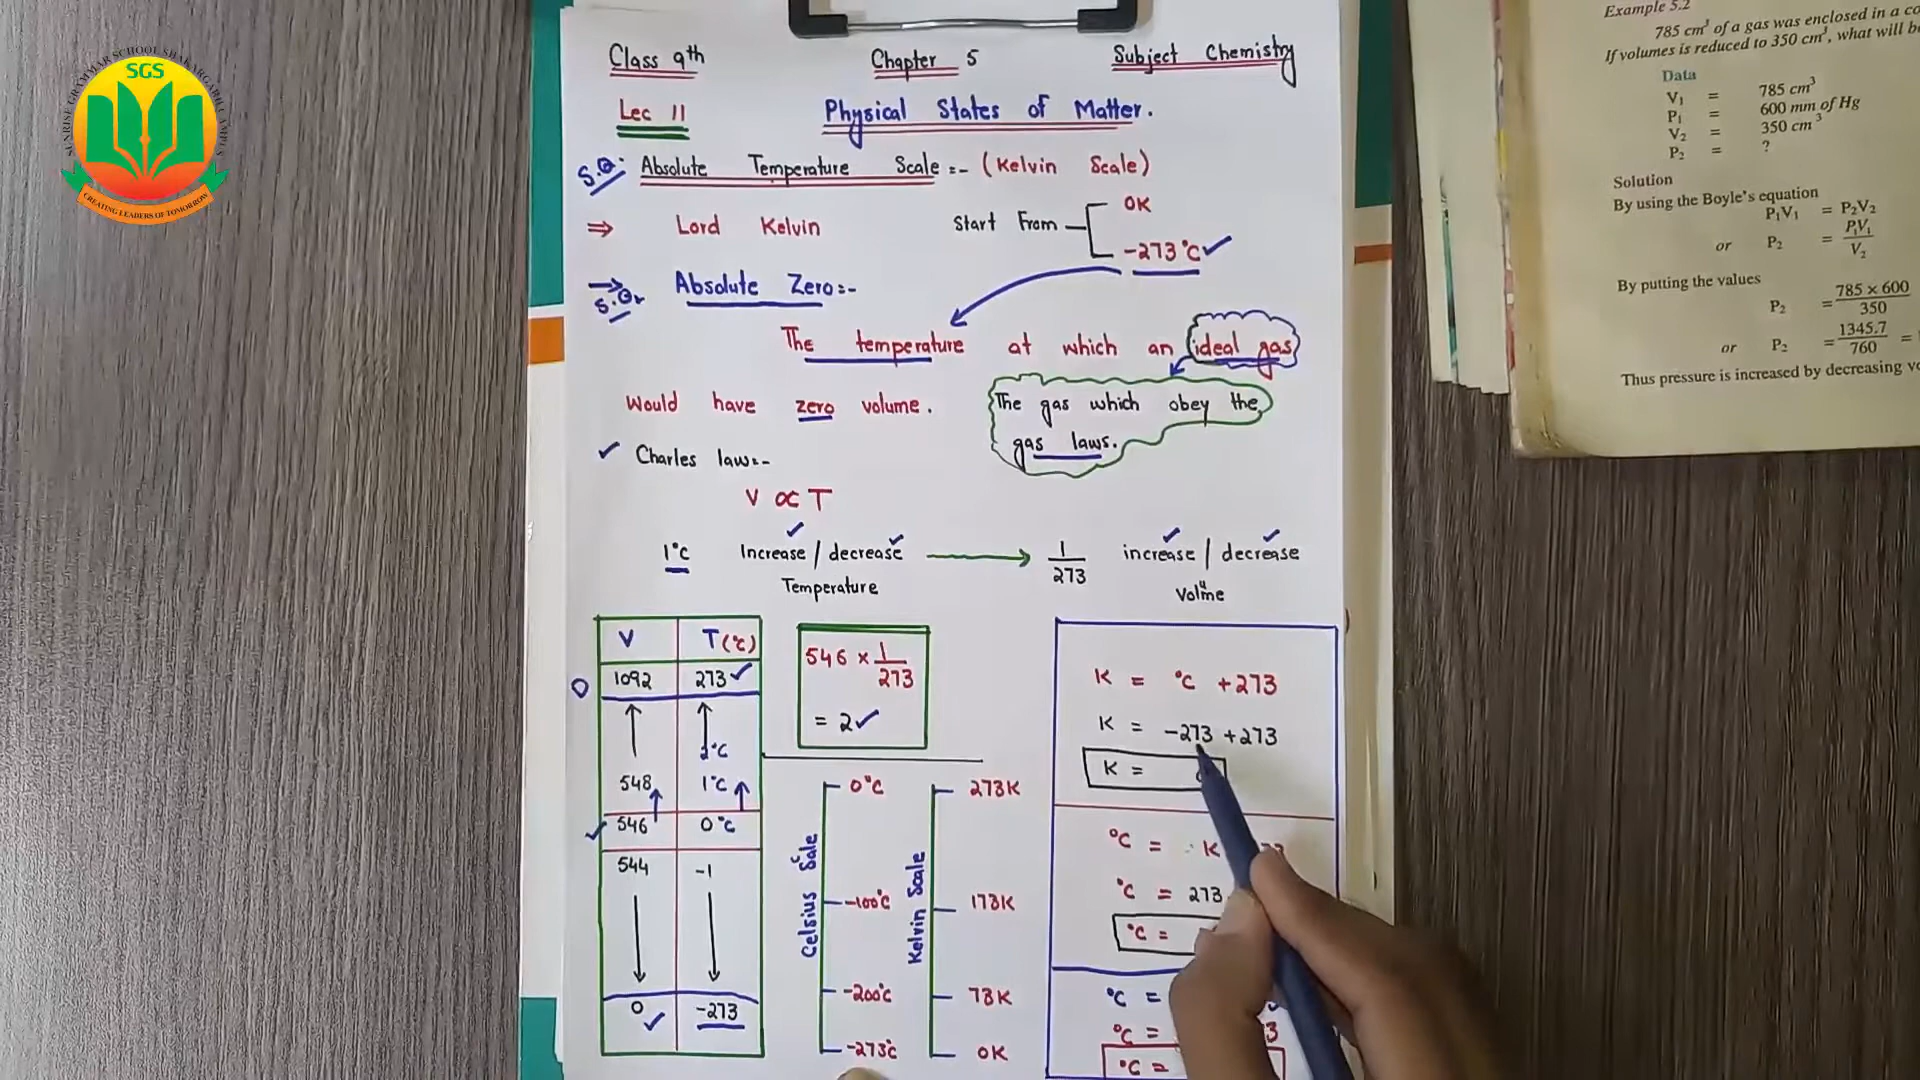 SUNRISE GRAMMAR SCHOOL SHAKARGARH CAMPUS
SGS
CREATING LEADERS OF TOMORROW
Class 9th Chapter 5 Subject Chemistry
Lec 11 Physical States of Matter.
S.Q: Absolute Temperature Scale :- (Kelvin Scale)
⇒ Lord Kelvin Start From
0K
-273°C ✓
→ S.Q. Absolute Zero:-
The temperature at which an ideal gas
Would have zero volume.
The gas which obey the
gas laws.
✓ Charles law:-
V ∝ T
1°C Increase / decrease → 1/273 increase / decrease
Temperature Volume
V T (°C)
1092 273 ✓
2°C
548 1°C
✓ 546 0°C
544 -1
0 ✓ -273
546 × 1/273
= 2 ✓
Celsius Scale
0°C
-100°C
-200°C
-273°C
Kelvin Scale
273K
173K
73K
0K
K = °C + 273
K = -273 + 273
K =
°C = K
°C = 273
°C =
°C =
°C =
°C =
Example 5.2
785 cm³ of a gas was enclosed in a
If volumes is reduced to 350 cm³, what will
Data
V₁ = 785 cm³
P₁ = 600 mm of Hg
V₂ = 350 cm³
P₂ = ?
Solution
By using the Boyle's equation
P₁V₁ = P₂V₂
or P₂ = P₁V₁/V₂
By putting the values
P₂ = 785 × 600/350
or P₂ = 1345.7/760 =
Thus pressure is increased by decreasing